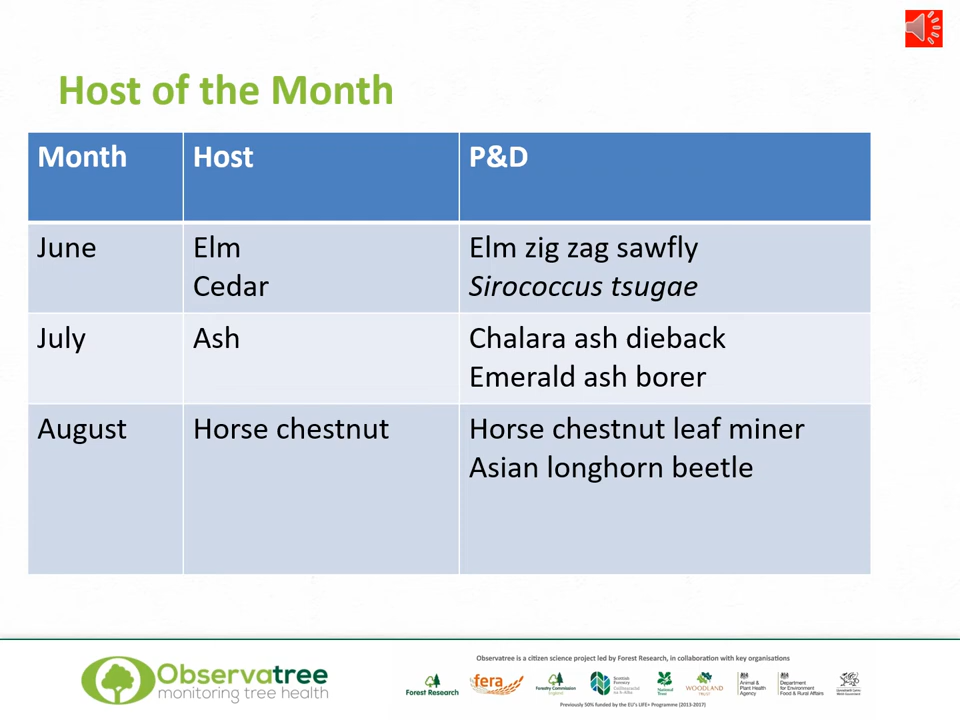 Host of the Month
Month Host P&D
June Elm Elm zig zag sawfly
Cedar Sirococcus tsugae
July Ash Chalara ash dieback
Emerald ash borer
August Horse chestnut Horse chestnut leaf miner
Asian longhorn beetle
Observatree is a citizen science project led by Forest Research, in collaboration with key organisations
Observatree
monitoring tree health
Forest Research
fera
Forestry Commission
England
Scottish
Forestry
National
Trust
WOODLAND
TRUST
Animal &
Plant Health
Agency
Department
for Environment
Food & Rural Affairs
Previously 50% funded by the EU's LIFE+ Programme (2013-2017)